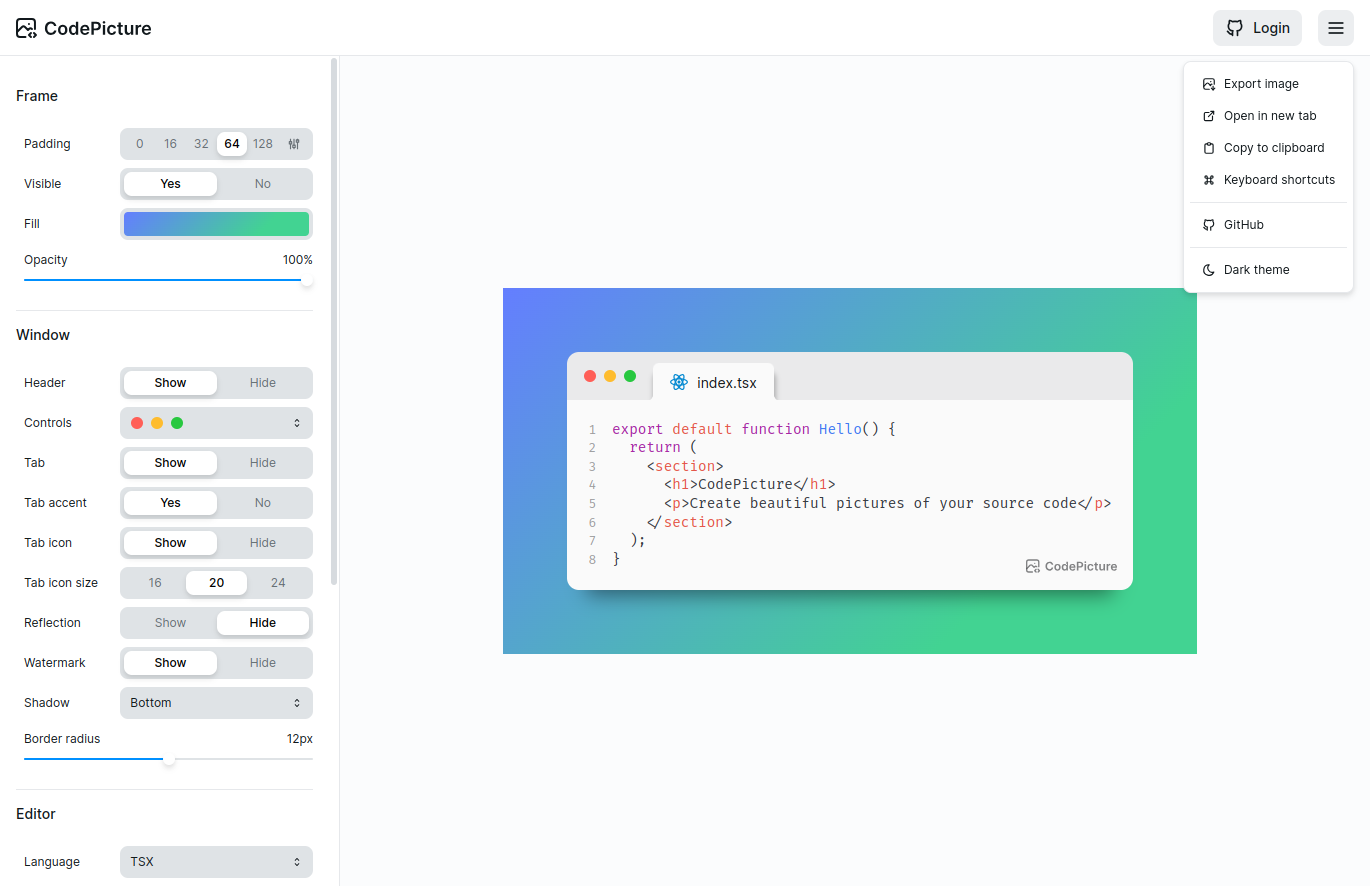 CodePicture
Login
Export image
Open in new tab
Copy to clipboard
Keyboard shortcuts
GitHub
Dark theme
Frame
Padding 0 16 32 64 128
Visible Yes No
Fill
Opacity 100%
Window
Header Show Hide
Controls
Tab Show Hide
Tab accent Yes No
Tab icon Show Hide
Tab icon size 16 20 24
Reflection Show Hide
Watermark Show Hide
Shadow Bottom
Border radius 12px
Editor
Language TSX
index.tsx
1 export default function Hello() {
2   return (
3     <section>
4       <h1>CodePicture</h1>
5       <p>Create beautiful pictures of your source code</p>
6     </section>
7   );
8 }
CodePicture